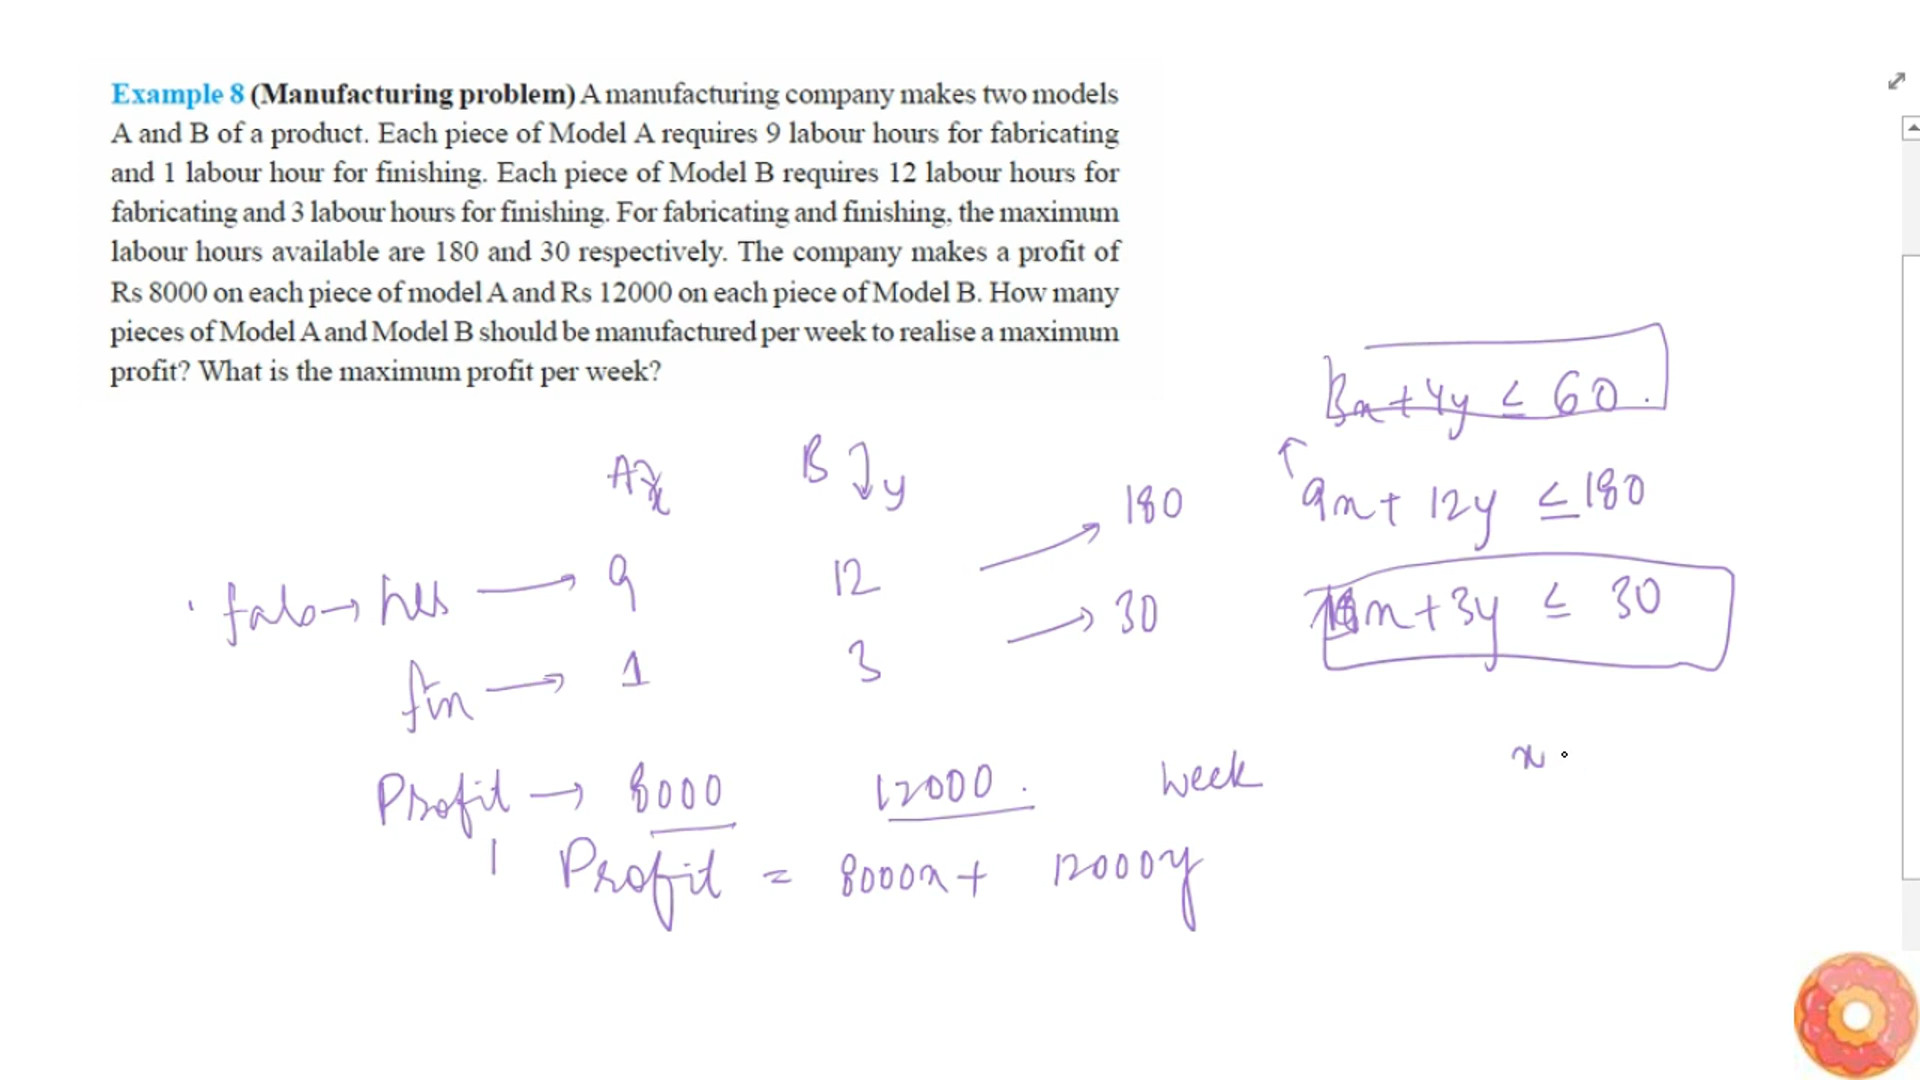 Example 8 (Manufacturing problem) A manufacturing company makes two models
A and B of a product. Each piece of Model A requires 9 labour hours for fabricating
and 1 labour hour for finishing. Each piece of Model B requires 12 labour hours for
fabricating and 3 labour hours for finishing. For fabricating and finishing, the maximum
labour hours available are 180 and 30 respectively. The company makes a profit of
Rs 8000 on each piece of model A and Rs 12000 on each piece of Model B. How many
pieces of Model A and Model B should be manufactured per week to realise a maximum
profit? What is the maximum profit per week?
3x + 4y ≤ 60.
A x B ↓ y
180 9x + 12y ≤ 180
fab → hrs → 9 12
30 x + 3y ≤ 30
fin → 1 3
Profit → 8000 12000. week x
Profit = 8000x + 12000y